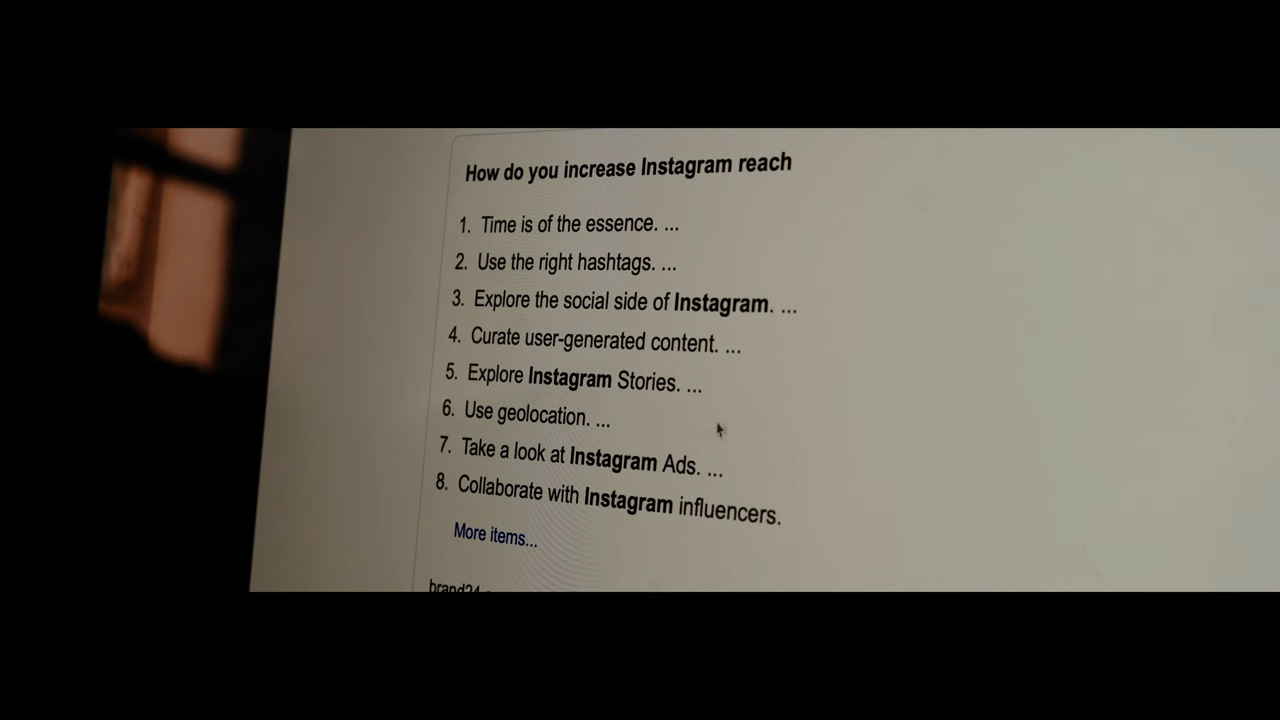 How do you increase Instagram reach
1. Time is of the essence. ...
2. Use the right hashtags. ...
3. Explore the social side of Instagram. ...
4. Curate user-generated content. ...
5. Explore Instagram Stories. ...
6. Use geolocation. ...
7. Take a look at Instagram Ads. ...
8. Collaborate with Instagram influencers.
More items...
brand24